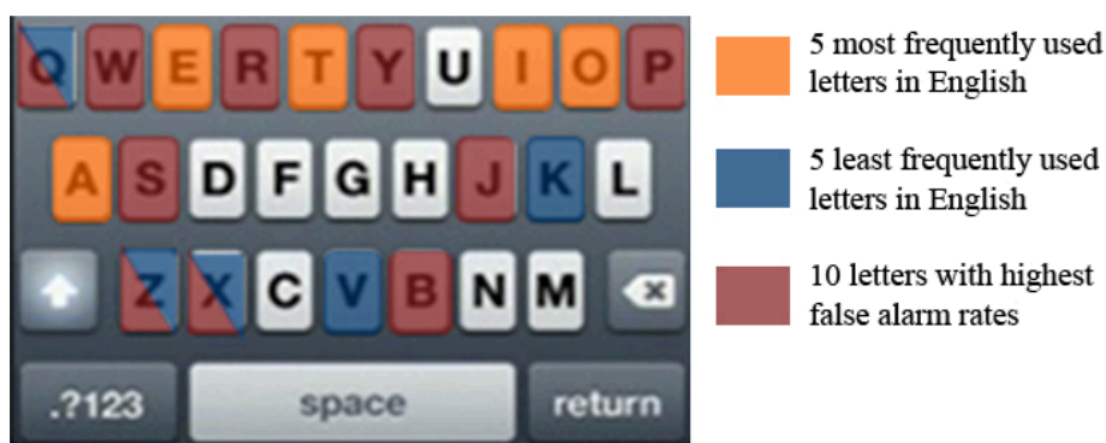 Q W E R T Y U I O P
A S D F G H J K L
Z X C V B N M
.?123 space return
5 most frequently used
letters in English
5 least frequently used
letters in English
10 letters with highest
false alarm rates